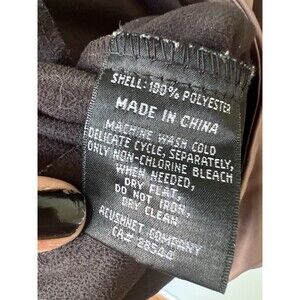 SHELL: 100% POLYESTER
MADE IN CHINA
MACHINE WASH COLD
DELICATE CYCLE, SEPARATELY,
ONLY NON-CHLORINE BLEACH
WHEN NEEDED,
DRY FLAT,
DO NOT IRON,
DRY CLEAN
ACUSHNET COMPANY
CA# 28544